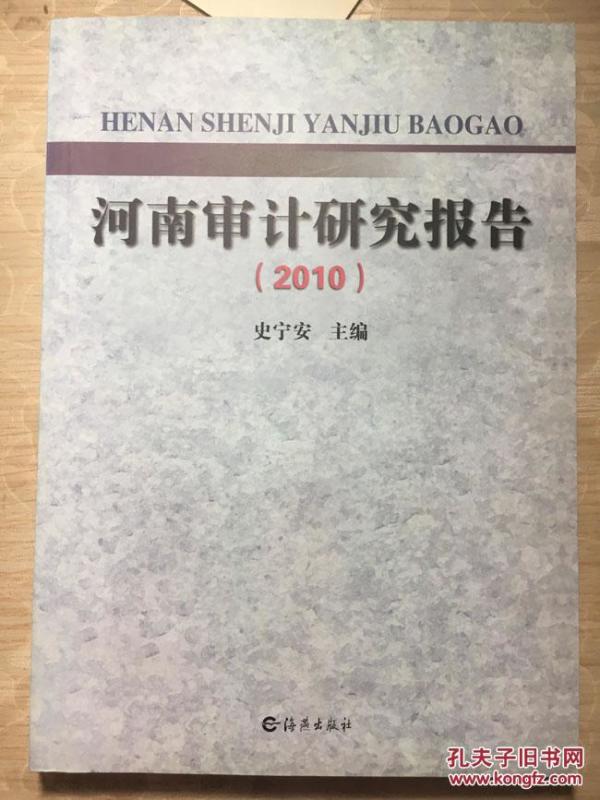 HENAN SHENJI YANJIU BAOGAO
河南审计研究报告
（2010）
史宁安 主编
海燕出版社
孔夫子旧书网
www.kongfz.com